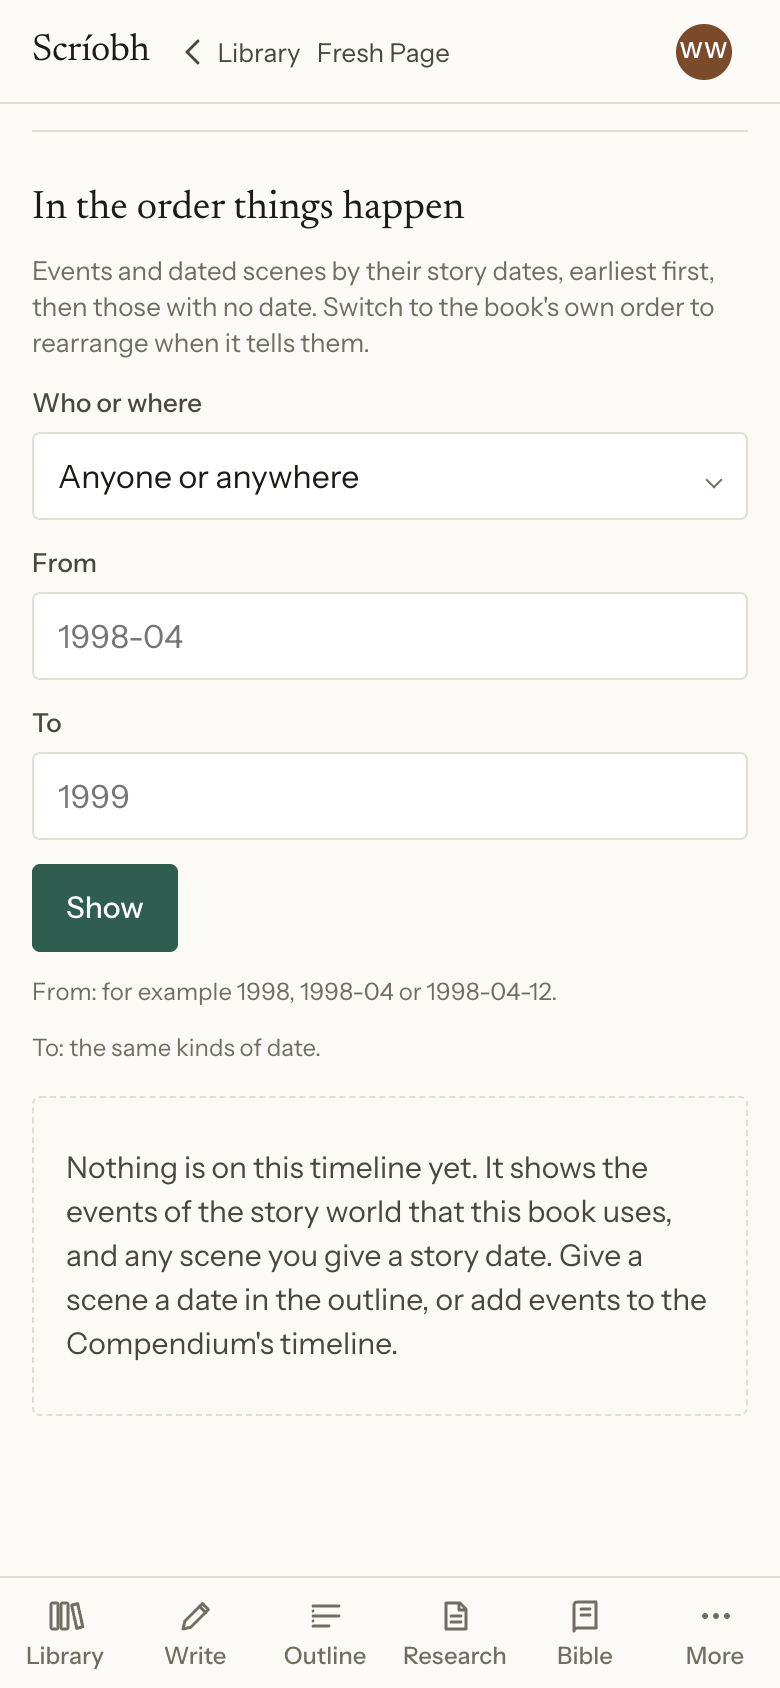 Scríobh
Library Fresh Page
WW
In the order things happen
Events and dated scenes by their story dates, earliest first,
then those with no date. Switch to the book's own order to
rearrange when it tells them.
Who or where
Anyone or anywhere
From
1998-04
To
1999
Show
From: for example 1998, 1998-04 or 1998-04-12.
To: the same kinds of date.
Nothing is on this timeline yet. It shows the
events of the story world that this book uses,
and any scene you give a story date. Give a
scene a date in the outline, or add events to the
Compendium's timeline.
Library Write Outline Research Bible More